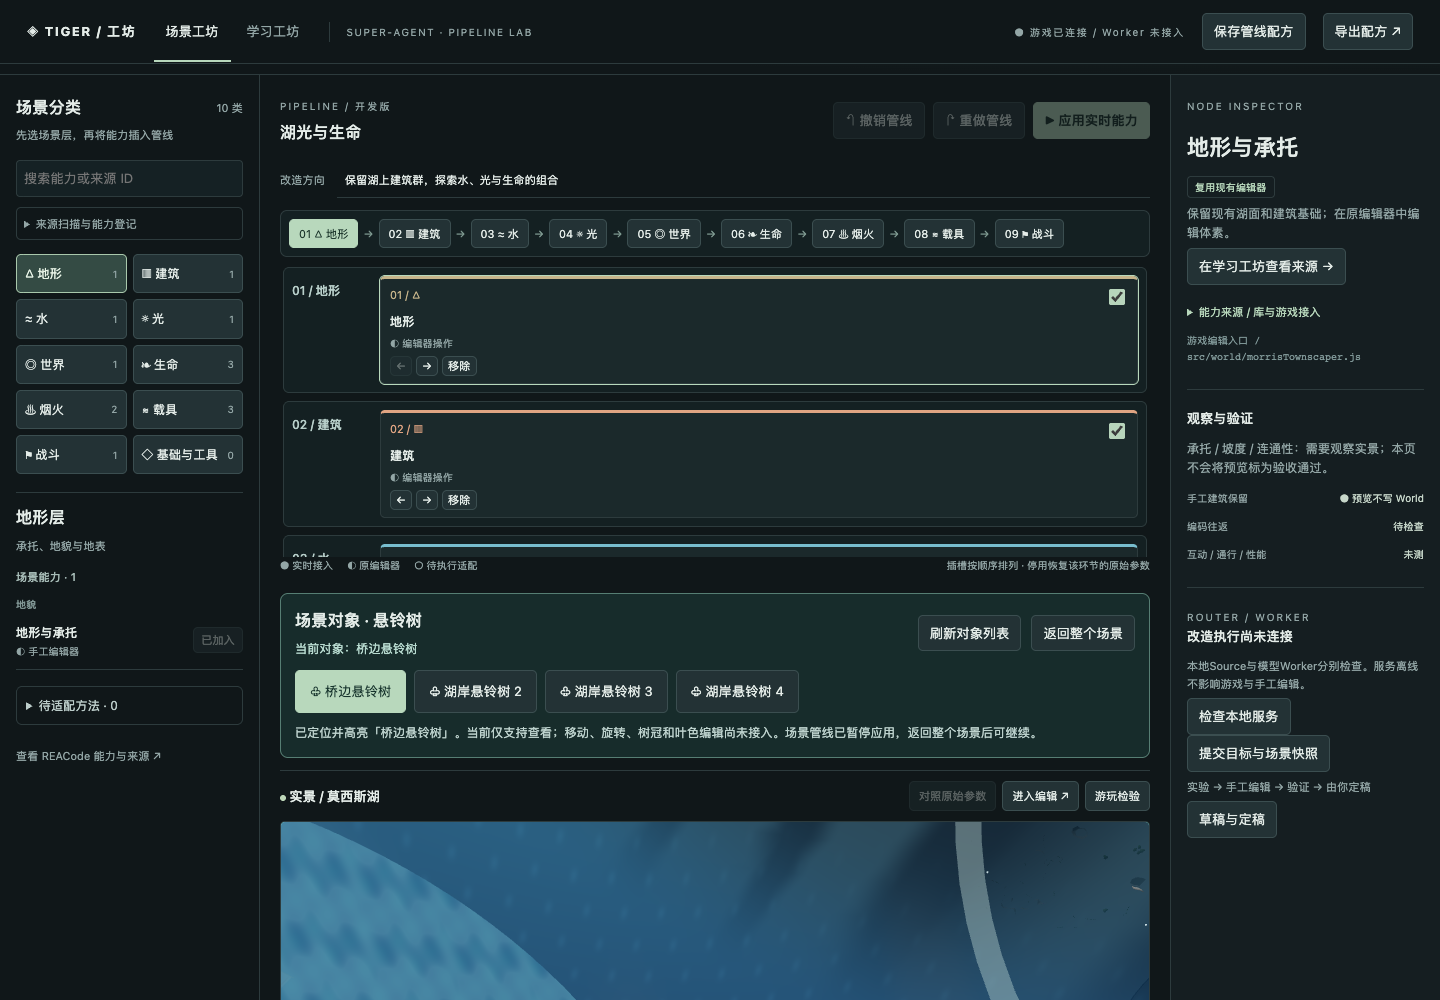 ◈ TIGER / 工坊
场景工坊
学习工坊
SUPER-AGENT · PIPELINE LAB
● 游戏已连接 / Worker 未接入
保存管线配方
导出配方 ↗
场景分类
10 类
先选场景层，再将能力插入管线
搜索能力或来源 ID
▶ 来源扫描与能力登记
地形 1
建筑 1
≈ 水 1
☼ 光 1
◎ 世界 1
❧ 生命 3
♨ 烟火 2
≋ 载具 3
⚑ 战斗 1
◇ 基础与工具 0
地形层
承托、地貌与地表
场景能力 · 1
地貌
地形与承托
已加入
◐ 手工编辑器
▶ 待适配方法 · 0
查看 REACode 能力与来源 ↗
PIPELINE / 开发版
湖光与生命
撤销管线
重做管线
▶ 应用实时能力
改造方向
保留湖上建筑群，探索水、光与生命的组合
01 △ 地形 →
02 ▥ 建筑 →
03 ≈ 水 →
04 ☼ 光 →
05 ◎ 世界 →
06 ❧ 生命 →
07 ♨ 烟火 →
08 ≋ 载具 →
09 ⚑ 战斗
01 / 地形
01 / △
地形
◐ 编辑器操作
← → 移除
02 / 建筑
02 / ▥
建筑
◐ 编辑器操作
← → 移除
03 / 水
● 实时接入
◐ 原编辑器
○ 待执行适配
插槽按顺序排列 · 停用恢复该环节的原始参数
场景对象 · 悬铃树
当前对象：桥边悬铃树
刷新对象列表
返回整个场景
♧ 桥边悬铃树
♧ 湖岸悬铃树 2
♧ 湖岸悬铃树 3
♧ 湖岸悬铃树 4
已定位并高亮「桥边悬铃树」。当前仅支持查看；移动、旋转、树冠和叶色编辑尚未接入。场景管线已暂停应用，返回整个场景后可继续。
● 实景 / 莫西斯湖
对照原始参数
进入编辑 ↗
游玩检验
NODE INSPECTOR
地形与承托
复用现有编辑器
保留现有湖面和建筑基础；在原编辑器中编
辑体素。
在学习工坊查看来源 →
▶ 能力来源 / 库与游戏接入
游戏编辑入口 /
src/world/morrisTownscaper.js
观察与验证
承托 / 坡度 / 连通性：需要观察实景；本页
不会将预览标为验收通过。
手工建筑保留
● 预览不写 World
编码往返
待检查
互动 / 通行 / 性能
未测
ROUTER / WORKER
改造执行尚未连接
本地Source与模型Worker分别检查。服务离线
不影响游戏与手工编辑。
检查本地服务
提交目标与场景快照
实验 → 手工编辑 → 验证 → 由你定稿
草稿与定稿